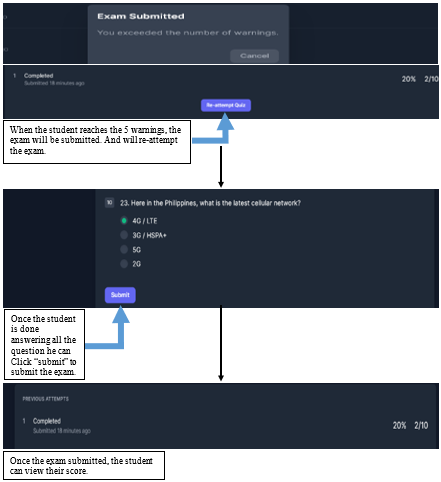 Exam Submitted
You exceeded the number of warnings.
Cancel
1 Completed 20% 2/10
Submitted 18 minutes ago
Re-attempt Quiz
When the student reaches the 5 warnings, the
exam will be submitted. And will re-attempt
the exam.
10 23. Here in the Philippines, what is the latest cellular network?
4G / LTE
3G / HSPA+
5G
2G
Submit
Once the student
is done
answering all the
question he can
Click “submit” to
submit the exam.
PREVIOUS ATTEMPTS
1 Completed 20% 2/10
Submitted 18 minutes ago
Once the exam submitted, the student
can view their score.